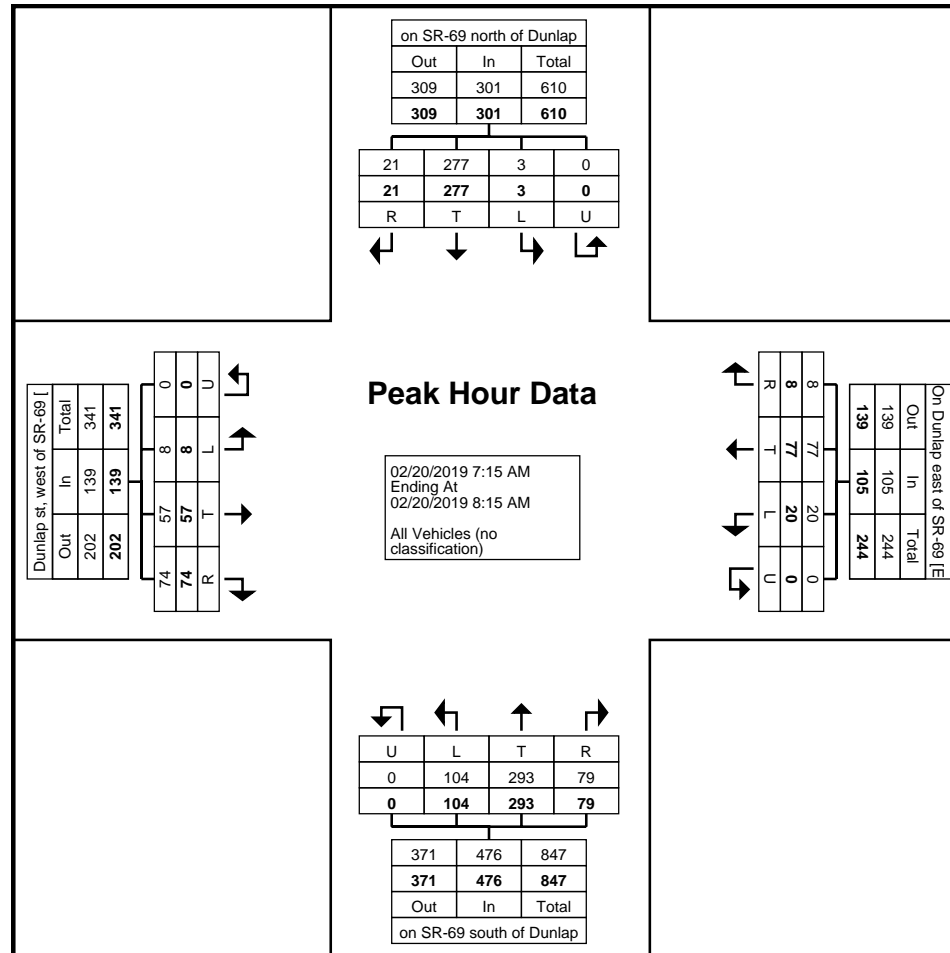 on SR-69 north of Dunlap
Out In Total
309 301 610
309 301 610
21 277 3 0
21 277 3 0
R T L U
Dunlap st, west of SR-69 [
Total In Out
341 139 202
341 139 202
0 8 57 74
0 8 57 74
U L T R
Peak Hour Data
02/20/2019 7:15 AM
Ending At
02/20/2019 8:15 AM
All Vehicles (no
classification)
R T L U
8 77 20 0
8 77 20 0
139 105 244
139 105 244
Out In Total
On Dunlap east of SR-69 [E
U L T R
0 104 293 79
0 104 293 79
371 476 847
371 476 847
Out In Total
on SR-69 south of Dunlap